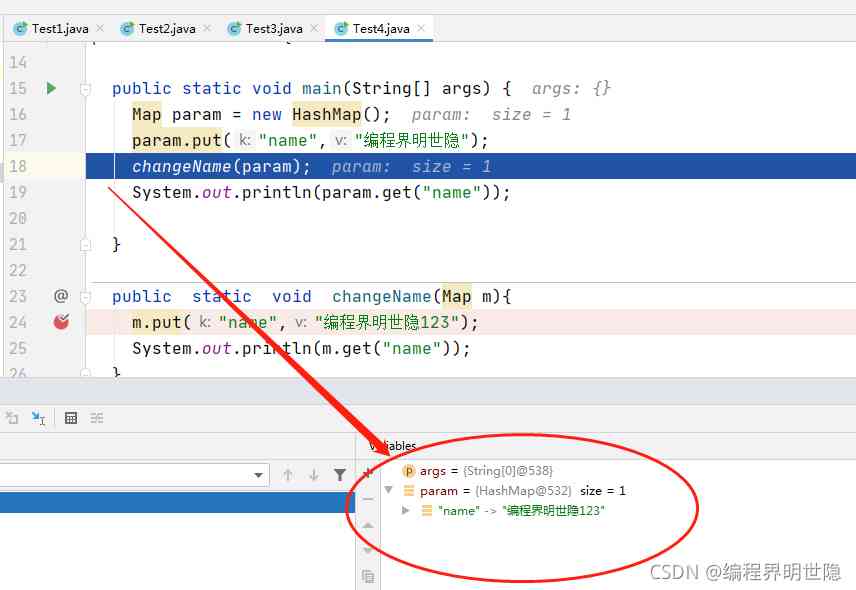 Test1.java × Test2.java × Test3.java × Test4.java ×
14
15 public static void main(String[] args) { args: {}
16 Map param = new HashMap(); param: size = 1
17 param.put( k: "name", v: "编程界明世隐");
18 changeName(param); param: size = 1
19 System.out.println(param.get("name"));
20
21 }
22
23 @ public static void changeName(Map m){
24 m.put( k: "name", v: "编程界明世隐123");
25 System.out.println(m.get("name"));
26 }
Variables
args = {String[0]@538}
param = {HashMap@532} size = 1
"name" -> "编程界明世隐123"
CSDN @编程界明世隐